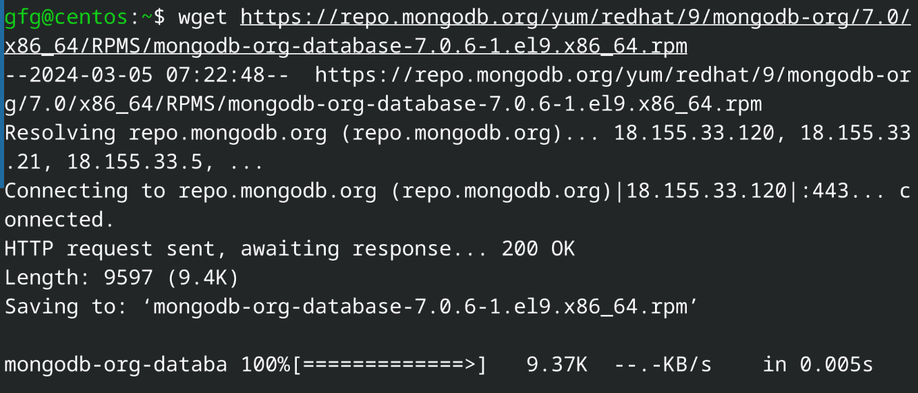 gfg@centos:~$ wget https://repo.mongodb.org/yum/redhat/9/mongodb-org/7.0/
x86_64/RPMS/mongodb-org-database-7.0.6-1.el9.x86_64.rpm
--2024-03-05 07:22:48--  https://repo.mongodb.org/yum/redhat/9/mongodb-or
g/7.0/x86_64/RPMS/mongodb-org-database-7.0.6-1.el9.x86_64.rpm
Resolving repo.mongodb.org (repo.mongodb.org)... 18.155.33.120, 18.155.33
.21, 18.155.33.5, ...
Connecting to repo.mongodb.org (repo.mongodb.org)|18.155.33.120|:443... c
onnected.
HTTP request sent, awaiting response... 200 OK
Length: 9597 (9.4K)
Saving to: ‘mongodb-org-database-7.0.6-1.el9.x86_64.rpm’
mongodb-org-databa 100%[=============>]   9.37K  --.-KB/s    in 0.005s